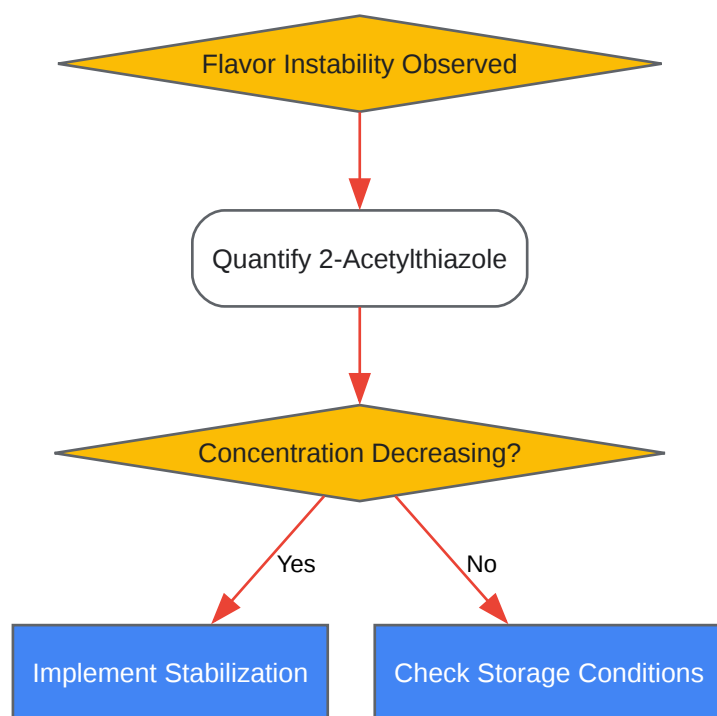 Flavor Instability Observed
Quantify 2-Acetylthiazole
Concentration Decreasing?
Yes
No
Implement Stabilization
Check Storage Conditions